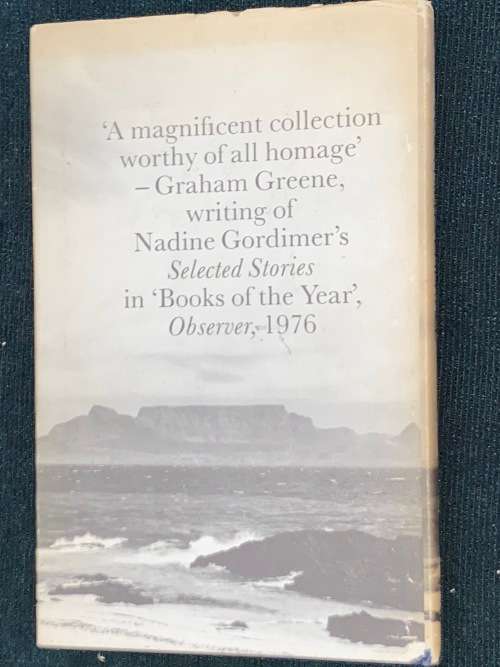 ‘A magnificent collection
worthy of all homage’
– Graham Greene,
writing of
Nadine Gordimer’s
Selected Stories
in ‘Books of the Year’,
Observer, 1976